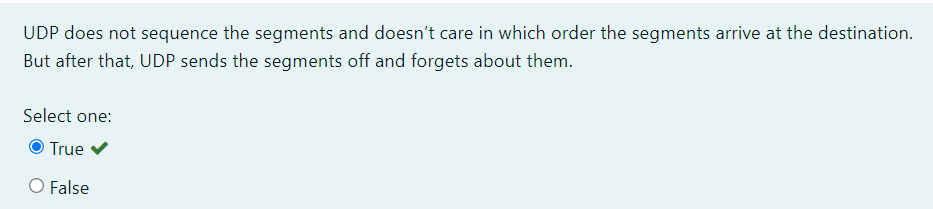 UDP does not sequence the segments and doesn't care in which order the segments arrive at the destination.
But after that, UDP sends the segments off and forgets about them.
Select one:
True
False